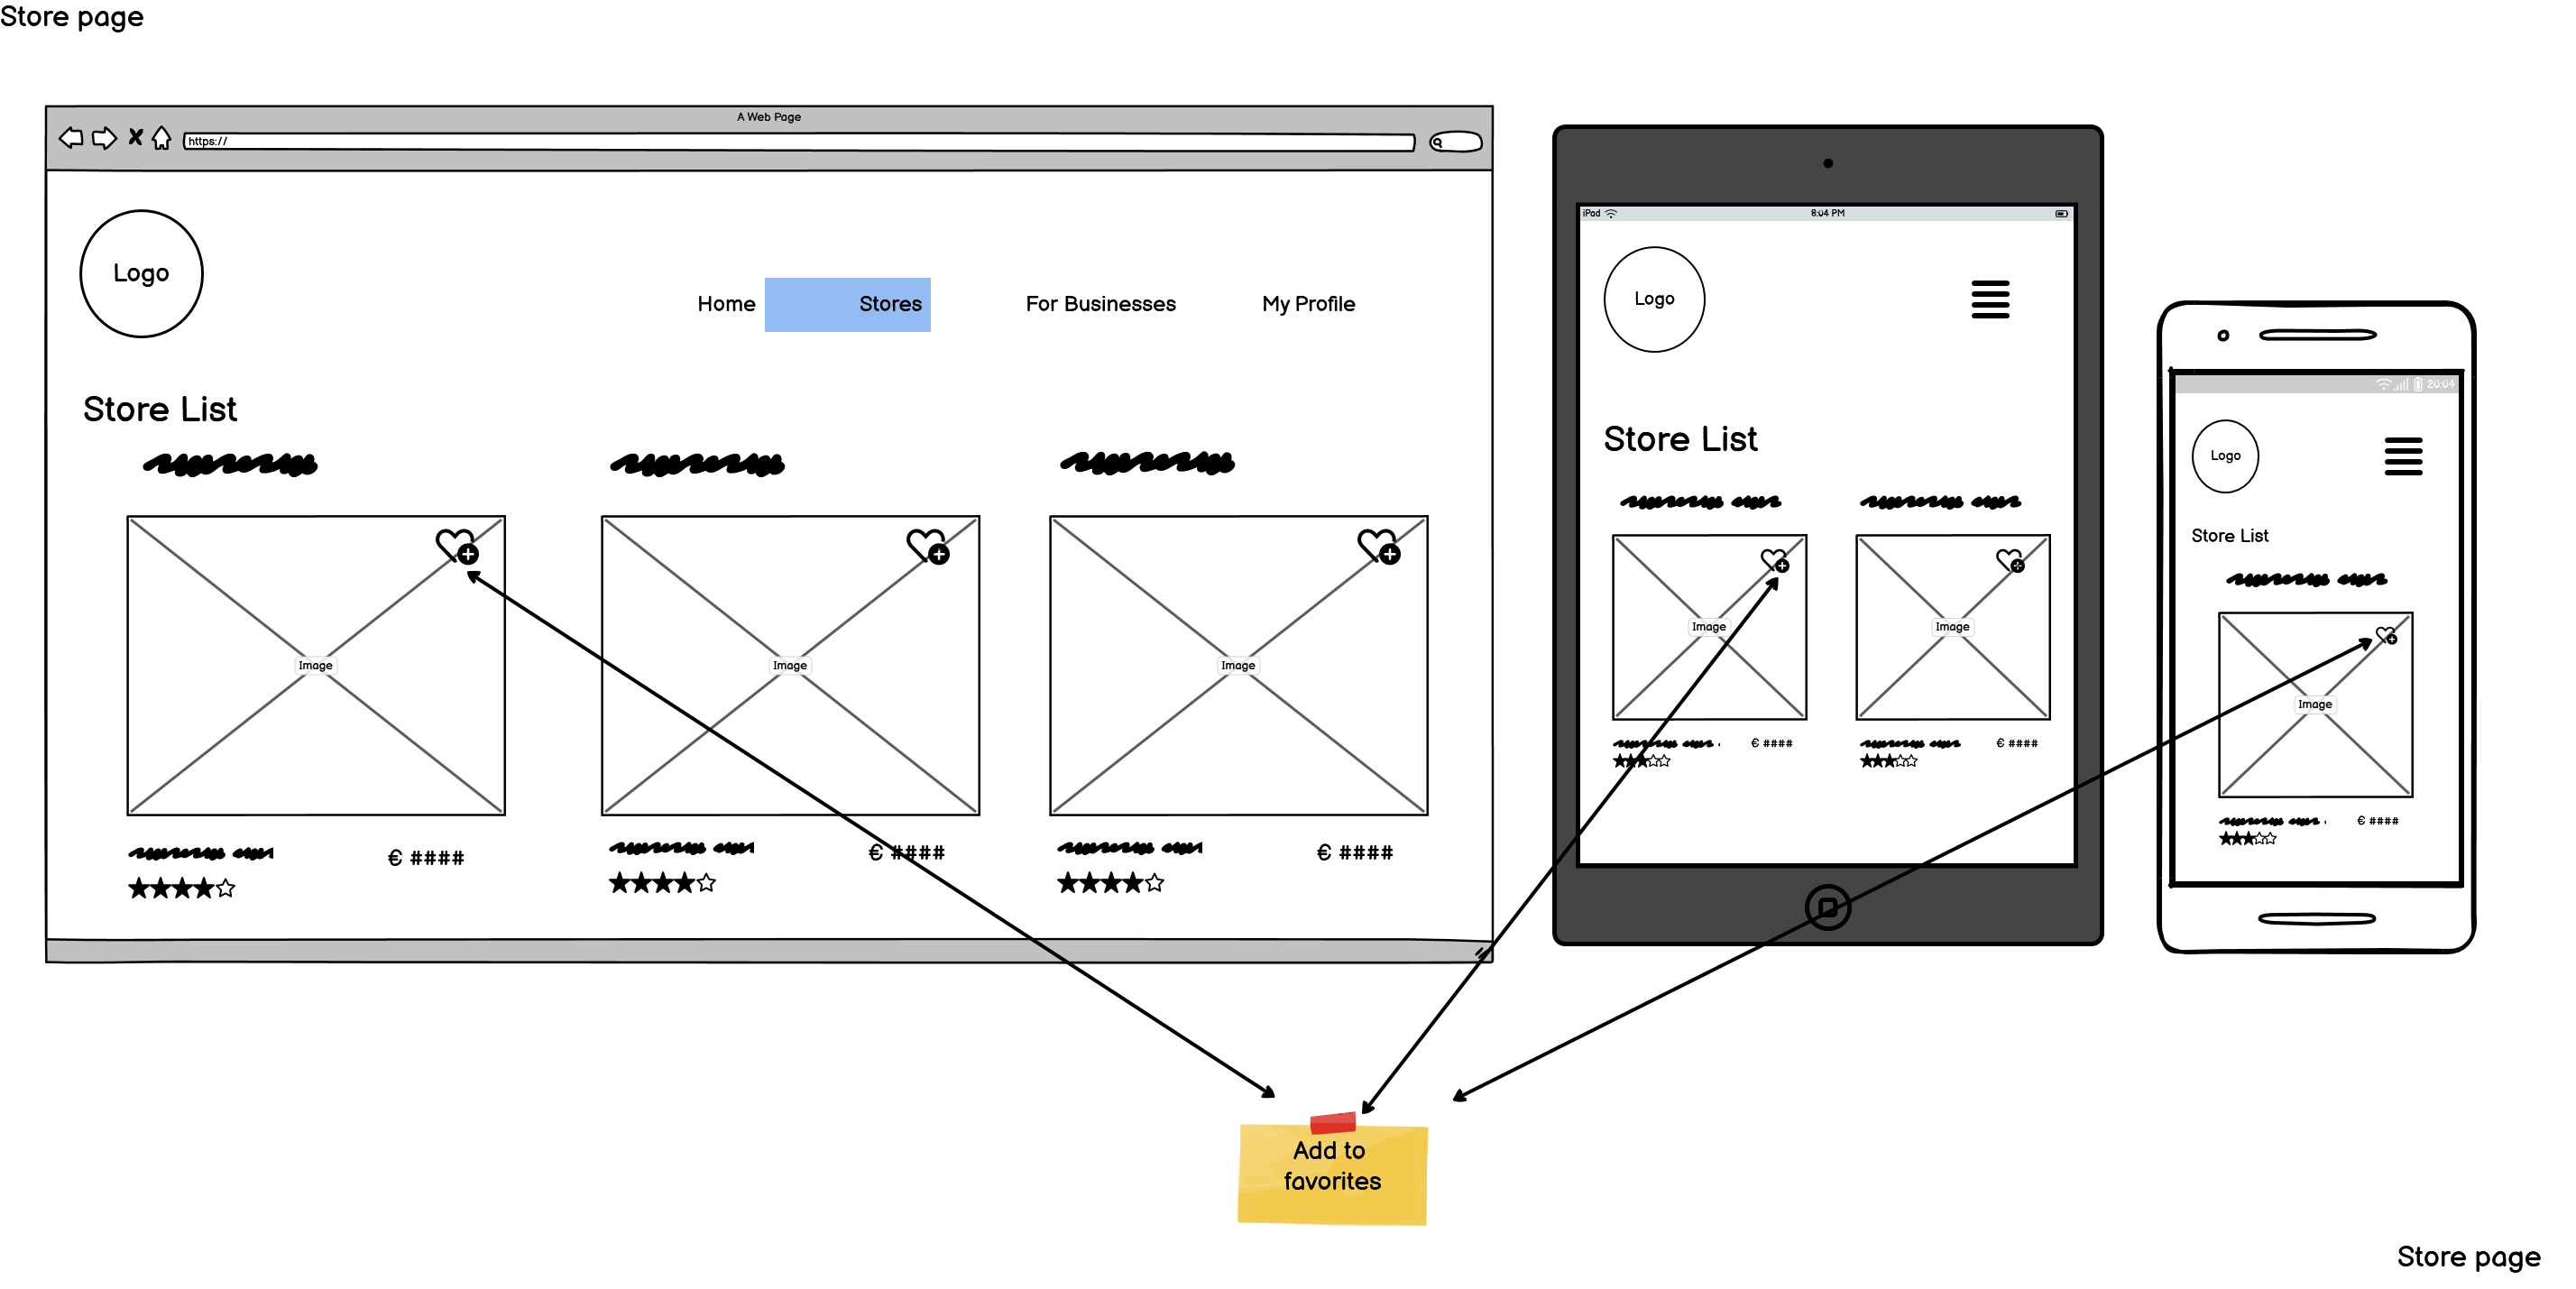 Store page
A Web Page
https://
Logo
Home Stores For Businesses My Profile
Store List
Image Image Image
€ #### € #### € ####
iPad 8:04 PM
Logo
Store List
Image Image
€ #### € ####
20:04
Logo
Store List
Image
€ ####
Add to
favorites
Store page